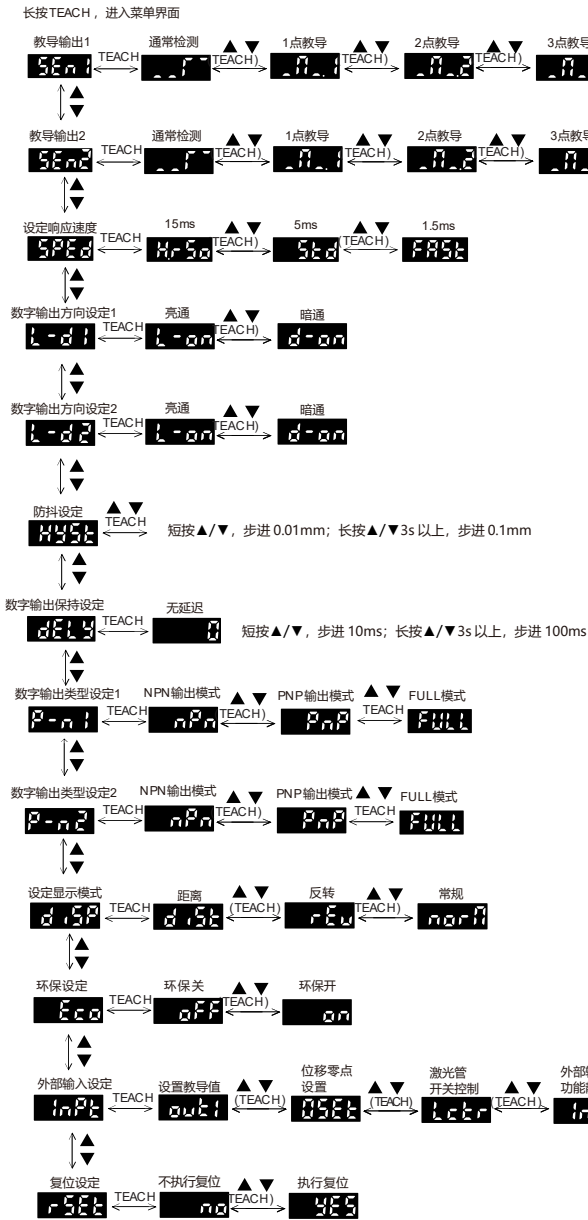 长按TEACH，进入菜单界面
教导输出1 通常检测 ▲ ▼ 1点教导 ▲ ▼ 2点教导 ▲ ▼ 3点教导
SEn1 TEACH TEACH) _n_1 TEACH) _n_2 TEACH)
▲
▼
教导输出2 通常检测 ▲ ▼ 1点教导 ▲ ▼ 2点教导 ▲ ▼ 3点教导
SEn2 TEACH TEACH) _n_1 TEACH) _n_2 TEACH)
▲
▼
设定响应速度 15ms ▲ ▼ 5ms ▲ ▼ 1.5ms
SPEd TEACH Hr5o TEACH) Std (TEACH) FASt
▲
▼
数字输出方向设定1 亮通 ▲ ▼ 暗通
L-d1 TEACH L-on TEACH) d-on
▲
▼
数字输出方向设定2 亮通 ▲ ▼ 暗通
L-d2 TEACH L-on TEACH) d-on
▲
▼
防抖设定 ▲ ▼
HYSt TEACH 短按▲/▼，步进 0.01mm；长按▲/▼3s 以上，步进 0.1mm
▲
▼
数字输出保持设定 无延迟
dELY TEACH 0 短按▲/▼，步进 10ms；长按▲/▼3s 以上，步进 100ms
▲
▼
数字输出类型设定1 NPN输出模式 ▲ ▼ PNP输出模式 ▲ ▼ FULL模式
P-n1 TEACH nPn TEACH) PnP TEACH FULL
▲
▼
数字输出类型设定2 NPN输出模式 ▲ ▼ PNP输出模式 ▲ ▼ FULL模式
P-n2 TEACH nPn TEACH) PnP TEACH FULL
▲
▼
设定显示模式 距离 ▲ ▼ 反转 ▲ ▼ 常规
diSP TEACH diSt (TEACH) rEv TEACH) norM
▲
▼
环保设定 环保关 ▲ ▼ 环保开
Eco TEACH oFF TEACH) on
▲
▼
外部输入设定 设置教导值 ▲ ▼ 位移零点设置 ▲ ▼ 激光管开关控制 ▲ ▼ 外部
InPt TEACH out1 (TEACH) 0SEt (TEACH) Lctr (TEACH)
▲
▼
复位设定 不执行复位 ▲ ▼ 执行复位
rSEt TEACH no TEACH) YES